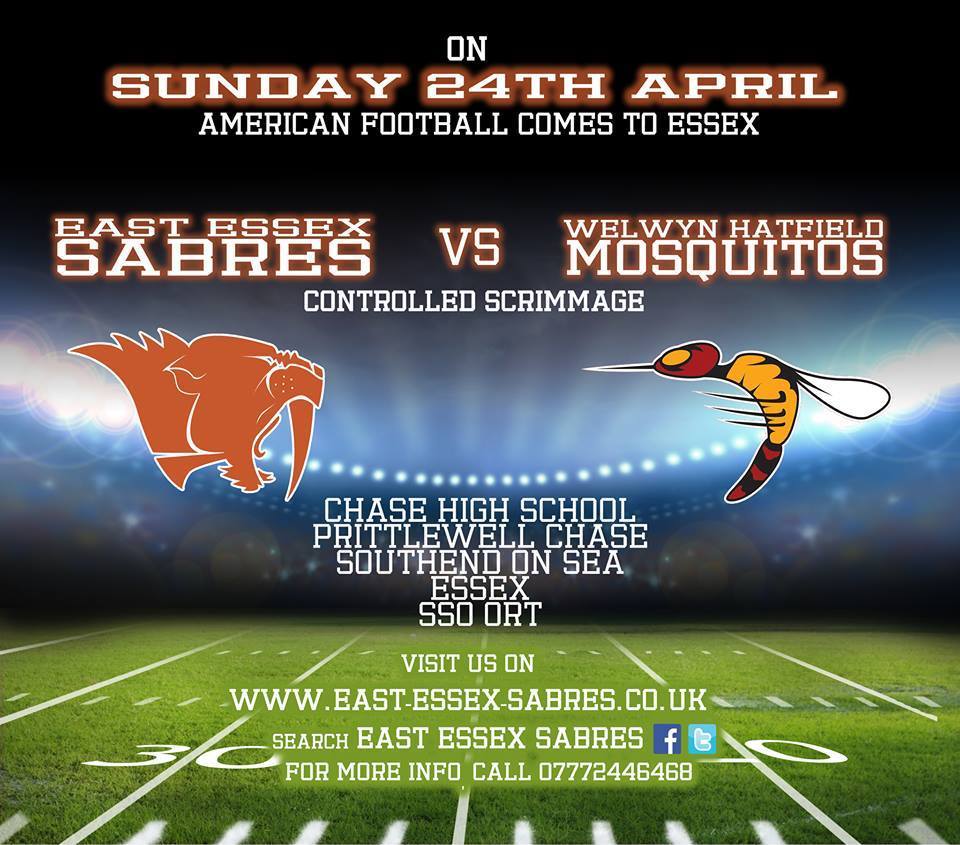 ON
SUNDAY 24TH APRIL
AMERICAN FOOTBALL COMES TO ESSEX
EAST ESSEX
SABRES
VS
WELWYN HATFIELD
MOSQUITOS
CONTROLLED SCRIMMAGE
CHASE HIGH SCHOOL
PRITTLEWELL CHASE
SOUTHEND ON SEA
ESSEX
SSO ORT
VISIT US ON
WWW.EAST-ESSEX-SABRES.CO.UK
SEARCH EAST ESSEX SABRES f t
FOR MORE INFO CALL 07772446468
30